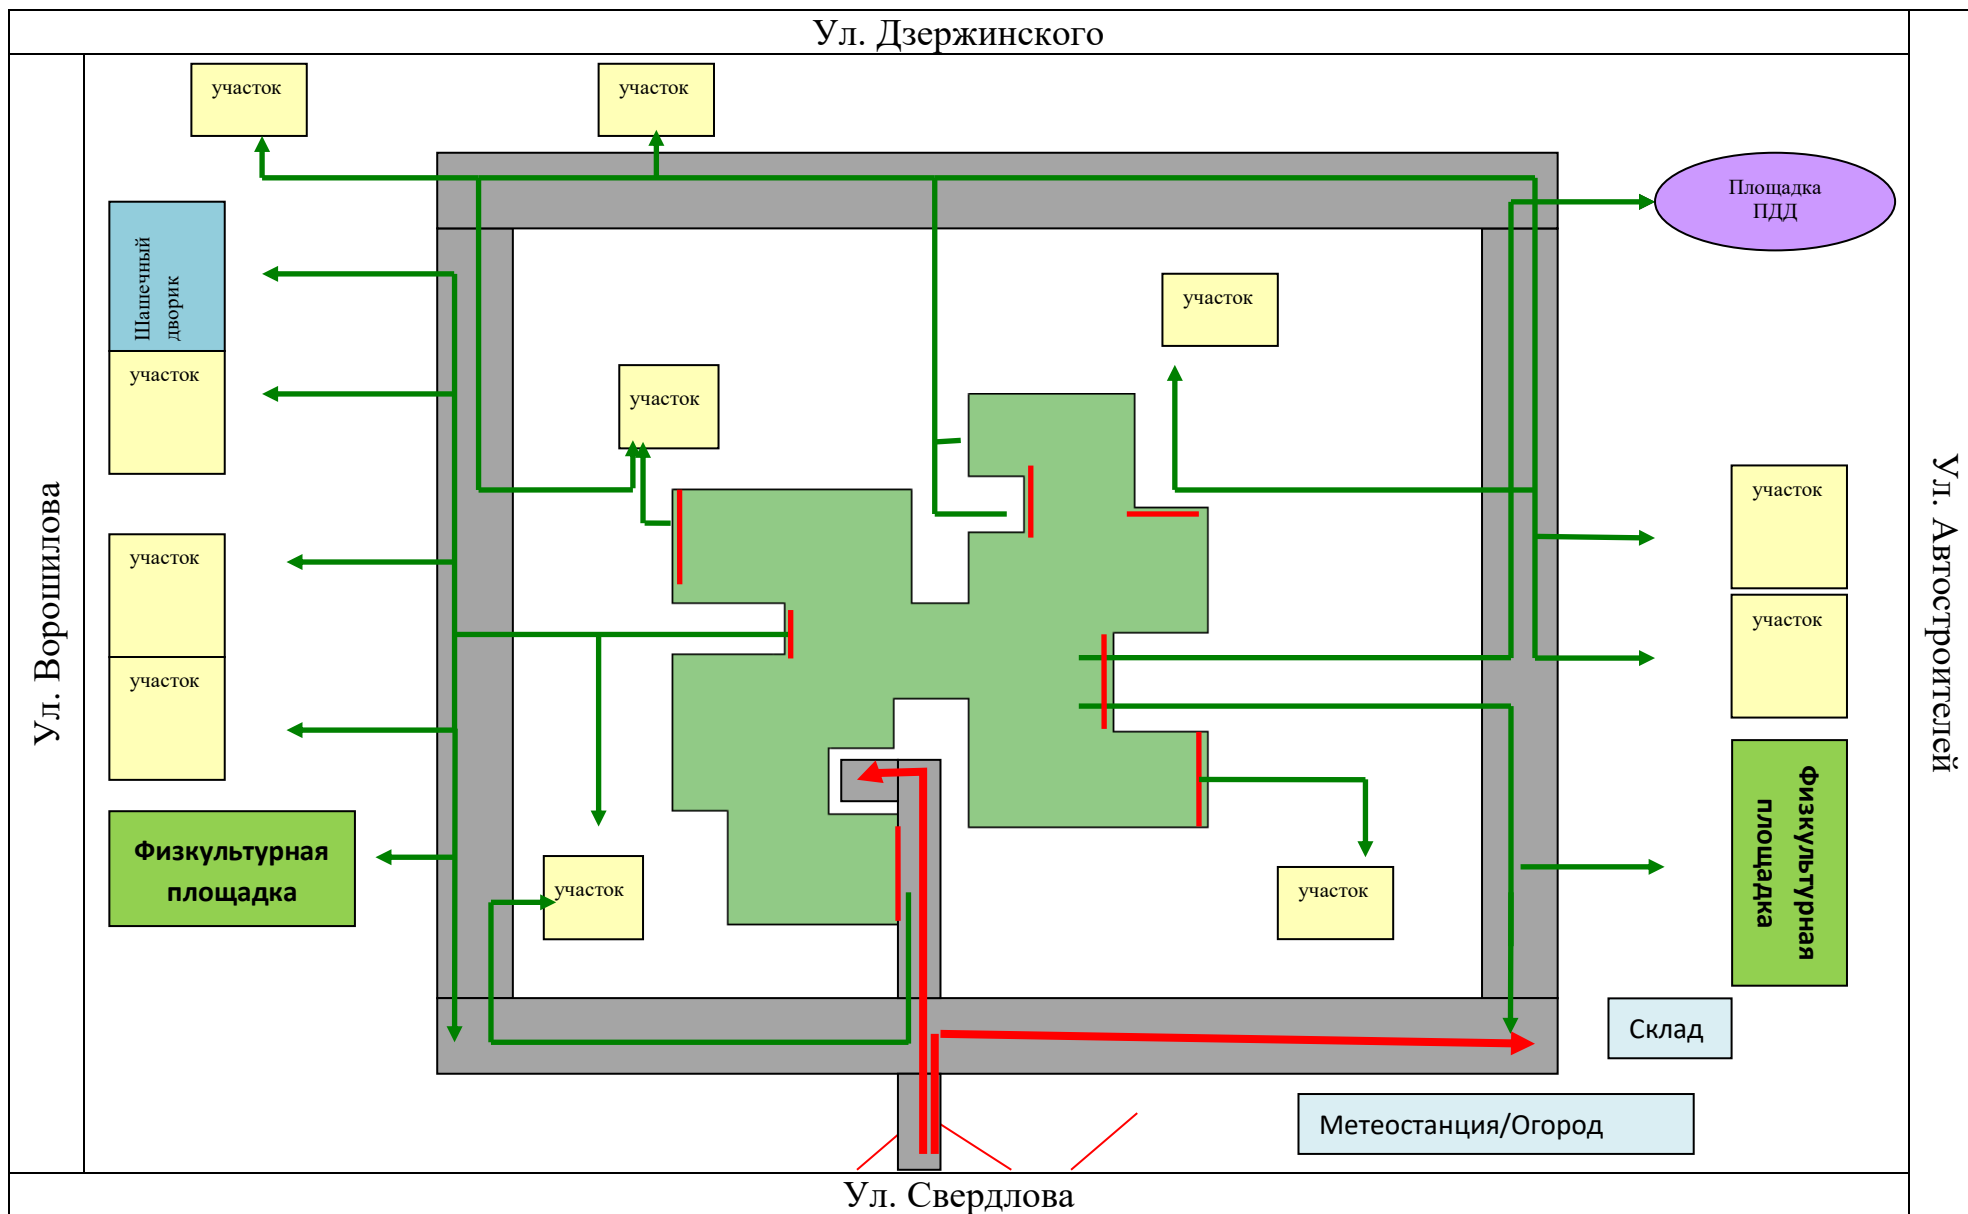 Ул. Дзержинского
участок
участок
Площадка
ПДД
Шашечный
дворик
участок
участок
участок
Ул. Ворошилова
Ул. Автостроителей
участок
участок
участок
участок
участок
Физкультурная
площадка
Физкультурная
площадка
участок
участок
Склад
Метеостанция/Огород
Ул. Свердлова